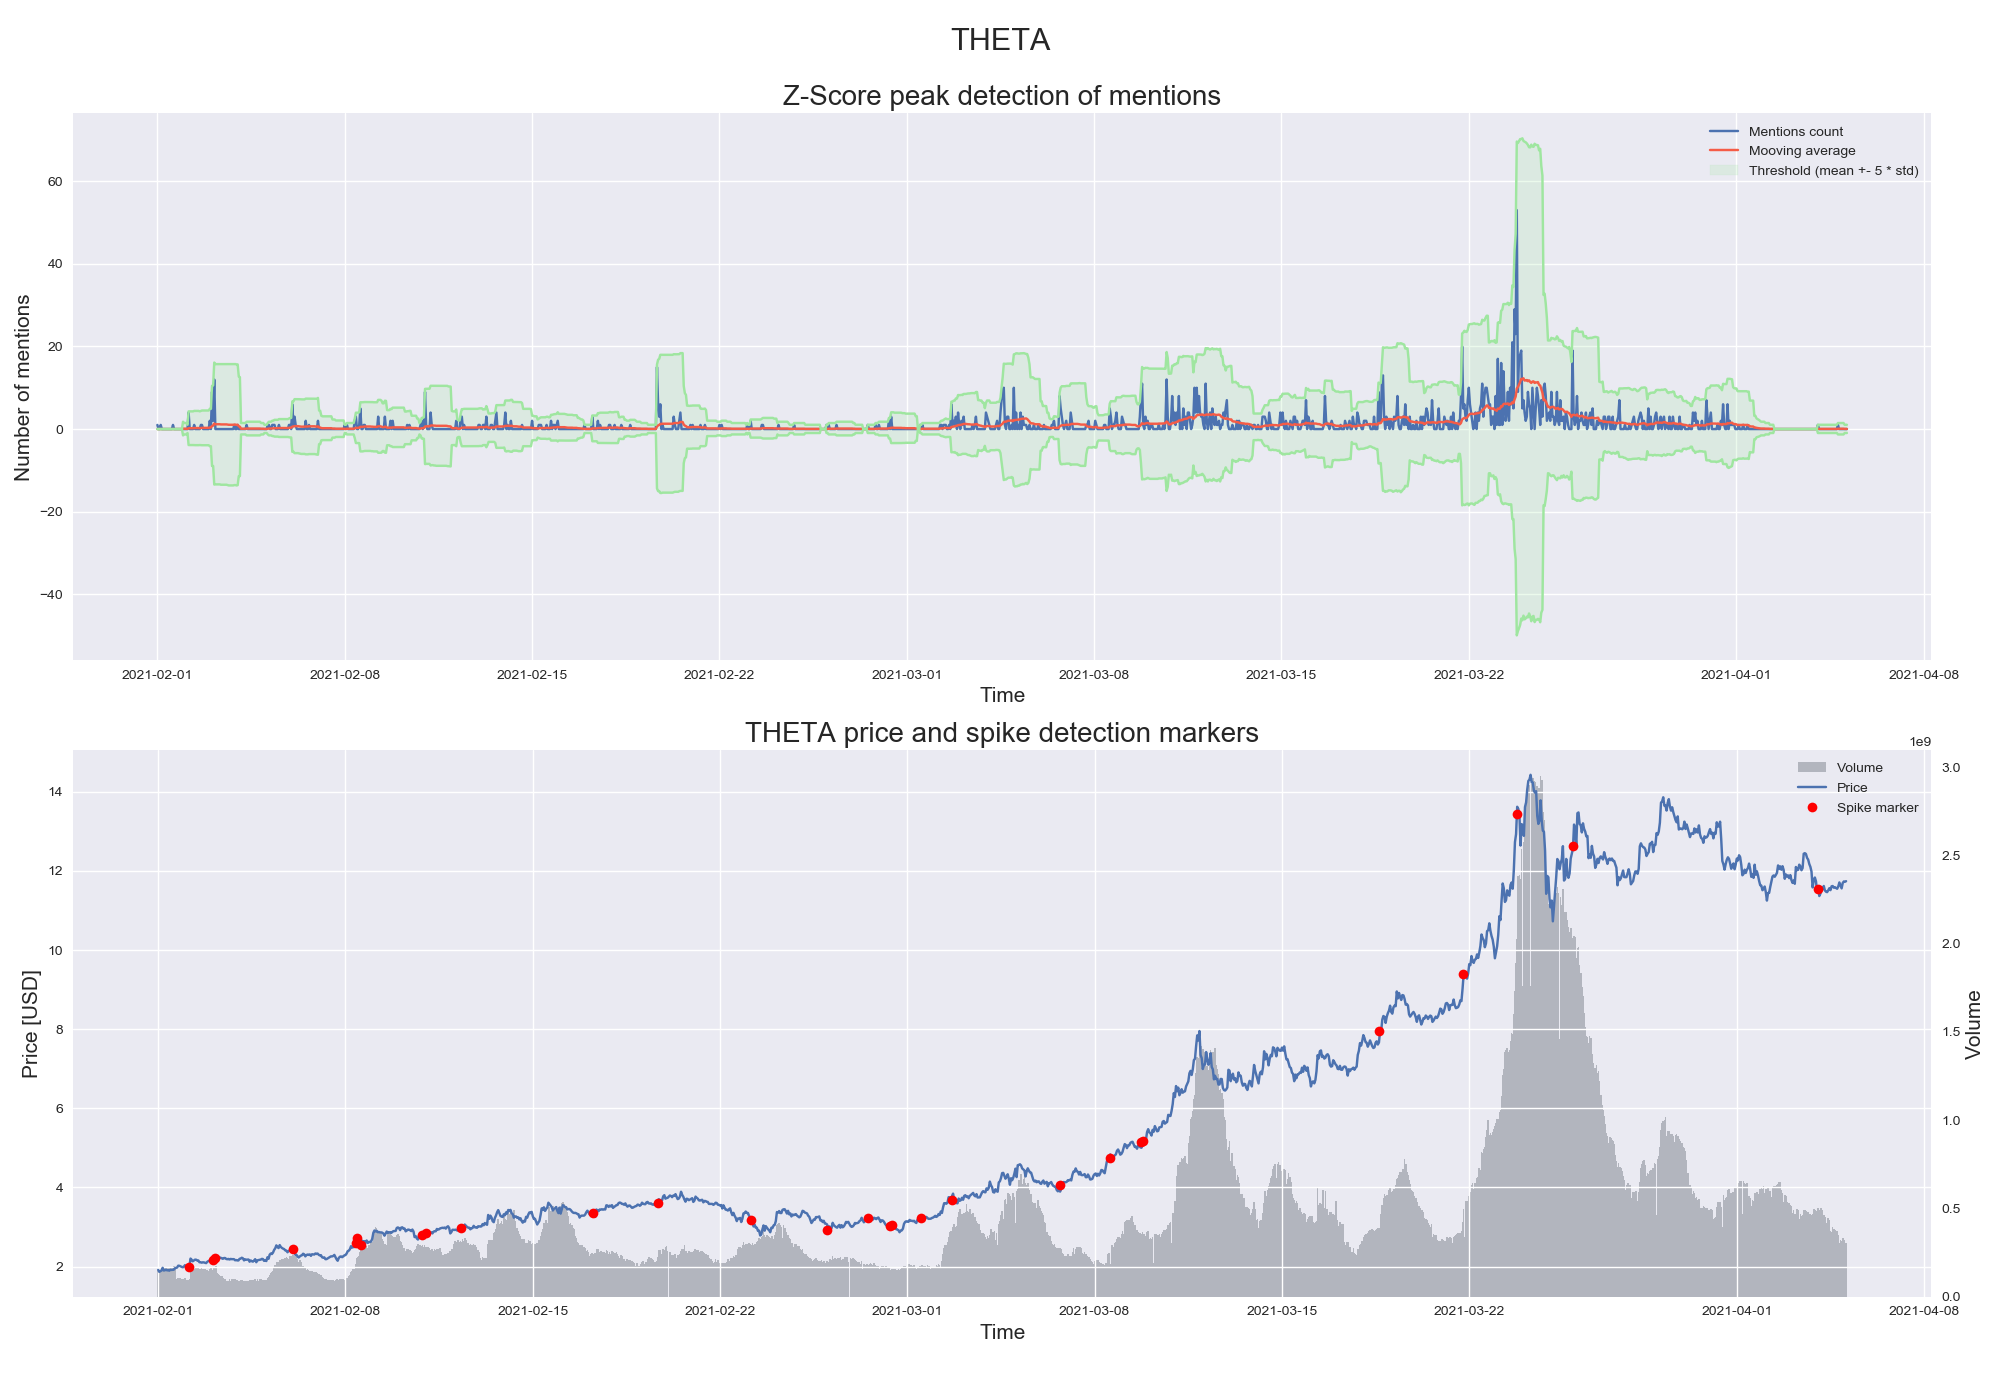 THETA
Z-Score peak detection of mentions
Mentions count
Mooving average
Threshold (mean +- 5 * std)
Number of mentions
60
40
20
0
−20
−40
2021-02-01 2021-02-08 2021-02-15 2021-02-22 2021-03-01 2021-03-08 2021-03-15 2021-03-22 2021-04-01 2021-04-08
Time
THETA price and spike detection markers
1e9
Volume
Price
Spike marker
Price [USD]
14
12
10
8
6
4
2
3.0
2.5
2.0
1.5
1.0
0.5
0.0
Volume
2021-02-01 2021-02-08 2021-02-15 2021-02-22 2021-03-01 2021-03-08 2021-03-15 2021-03-22 2021-04-01 2021-04-08
Time